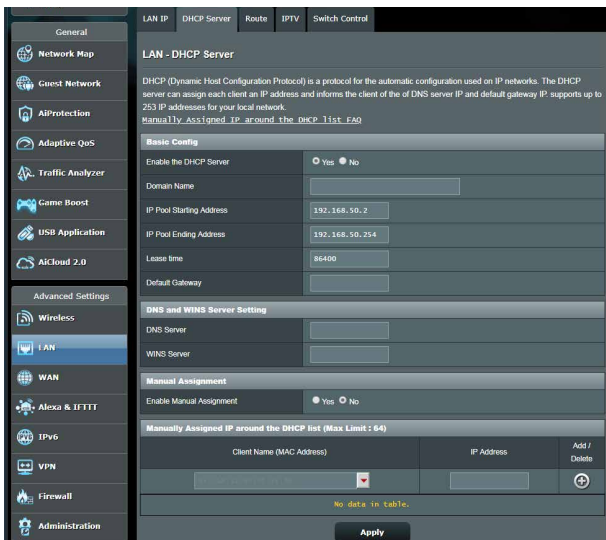 General
Network Map
Guest Network
AiProtection
Adaptive QoS
Traffic Analyzer
Game Boost
USB Application
AiCloud 2.0
Advanced Settings
Wireless
LAN
WAN
Alexa & IFTTT
IPv6
VPN
Firewall
Administration
LAN IP DHCP Server Route IPTV Switch Control
LAN - DHCP Server
DHCP (Dynamic Host Configuration Protocol) is a protocol for the automatic configuration used on IP networks. The DHCP
server can assign each client an IP address and informs the client of the of DNS server IP and default gateway IP. supports up to
253 IP addresses for your local network.
Manually Assigned IP around the DHCP list FAQ
Basic Config
Enable the DHCP Server Yes No
Domain Name
IP Pool Starting Address 192.168.50.2
IP Pool Ending Address 192.168.50.254
Lease time 86400
Default Gateway
DNS and WINS Server Setting
DNS Server
WINS Server
Manual Assignment
Enable Manual Assignment Yes No
Manually Assigned IP around the DHCP list (Max Limit : 64)
Client Name (MAC Address) IP Address Add /
Delete
No data in table.
Apply